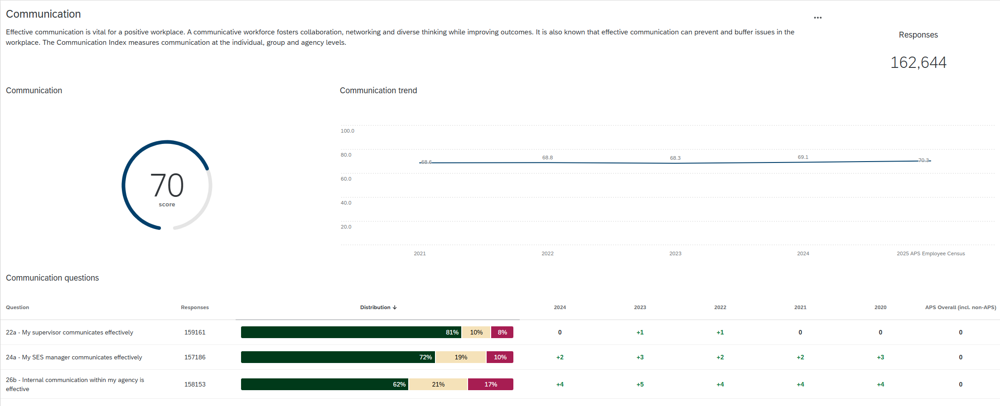 Communication
•••
Effective communication is vital for a positive workplace. A communicative workforce fosters collaboration, networking and diverse thinking while improving outcomes. It is also known that effective communication can prevent and buffer issues in the
workplace. The Communication Index measures communication at the individual, group and agency levels.
Responses
162,644
Communication
70
score
Communication trend
100.0
80.0
60.0
40.0
20.0
68.6 68.8 68.3 69.1 70.3
2021 2022 2023 2024 2025 APS Employee Census
Communication questions
Question Responses Distribution ↓ 2024 2023 2022 2021 2020 APS Overall (incl. non-APS)
22a - My supervisor communicates effectively 159161 81% 10% 8% 0 +1 +1 0 0 0
24a - My SES manager communicates effectively 157186 72% 19% 10% +2 +3 +2 +2 +3 0
26b - Internal communication within my agency is
effective 158153 62% 21% 17% +4 +5 +4 +4 +4 0